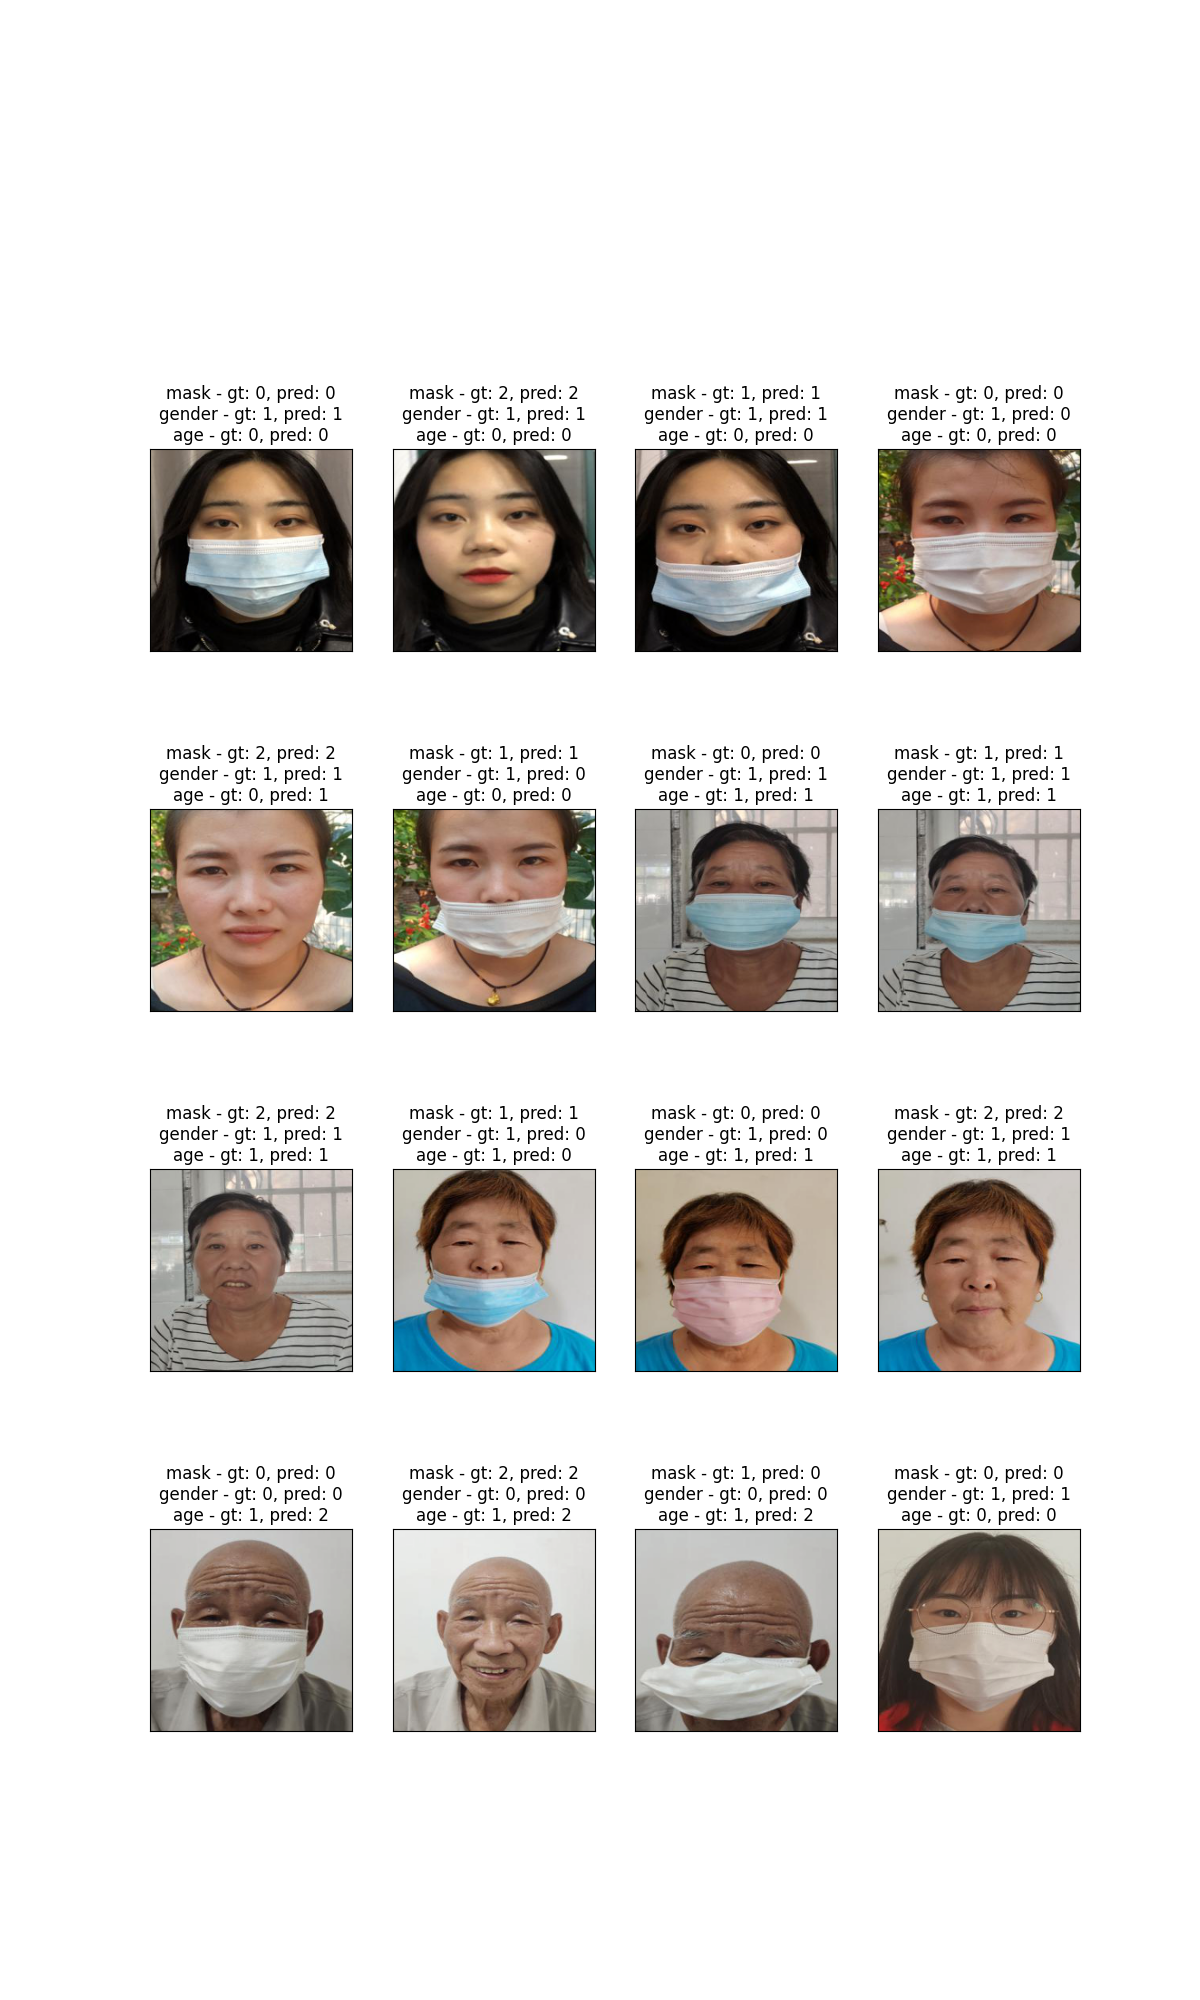 mask - gt: 0, pred: 0
gender - gt: 1, pred: 1
age - gt: 0, pred: 0
mask - gt: 2, pred: 2
gender - gt: 1, pred: 1
age - gt: 0, pred: 0
mask - gt: 1, pred: 1
gender - gt: 1, pred: 1
age - gt: 0, pred: 0
mask - gt: 0, pred: 0
gender - gt: 1, pred: 0
age - gt: 0, pred: 0
mask - gt: 2, pred: 2
gender - gt: 1, pred: 1
age - gt: 0, pred: 1
mask - gt: 1, pred: 1
gender - gt: 1, pred: 0
age - gt: 0, pred: 0
mask - gt: 0, pred: 0
gender - gt: 1, pred: 1
age - gt: 1, pred: 1
mask - gt: 1, pred: 1
gender - gt: 1, pred: 1
age - gt: 1, pred: 1
mask - gt: 2, pred: 2
gender - gt: 1, pred: 1
age - gt: 1, pred: 1
mask - gt: 1, pred: 1
gender - gt: 1, pred: 0
age - gt: 1, pred: 0
mask - gt: 0, pred: 0
gender - gt: 1, pred: 0
age - gt: 1, pred: 1
mask - gt: 2, pred: 2
gender - gt: 1, pred: 1
age - gt: 1, pred: 1
mask - gt: 0, pred: 0
gender - gt: 0, pred: 0
age - gt: 1, pred: 2
mask - gt: 2, pred: 2
gender - gt: 0, pred: 0
age - gt: 1, pred: 2
mask - gt: 1, pred: 0
gender - gt: 0, pred: 0
age - gt: 1, pred: 2
mask - gt: 0, pred: 0
gender - gt: 1, pred: 1
age - gt: 0, pred: 0